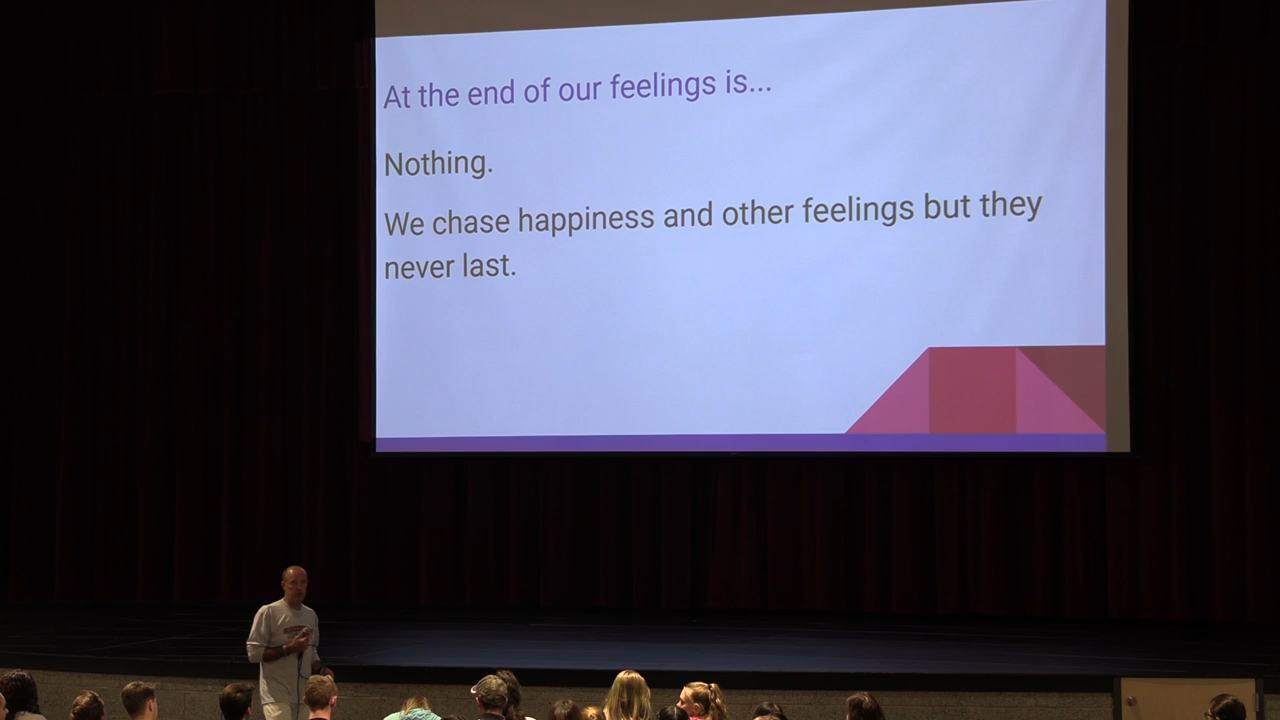 At the end of our feelings is...
Nothing.
We chase happiness and other feelings but they
never last.